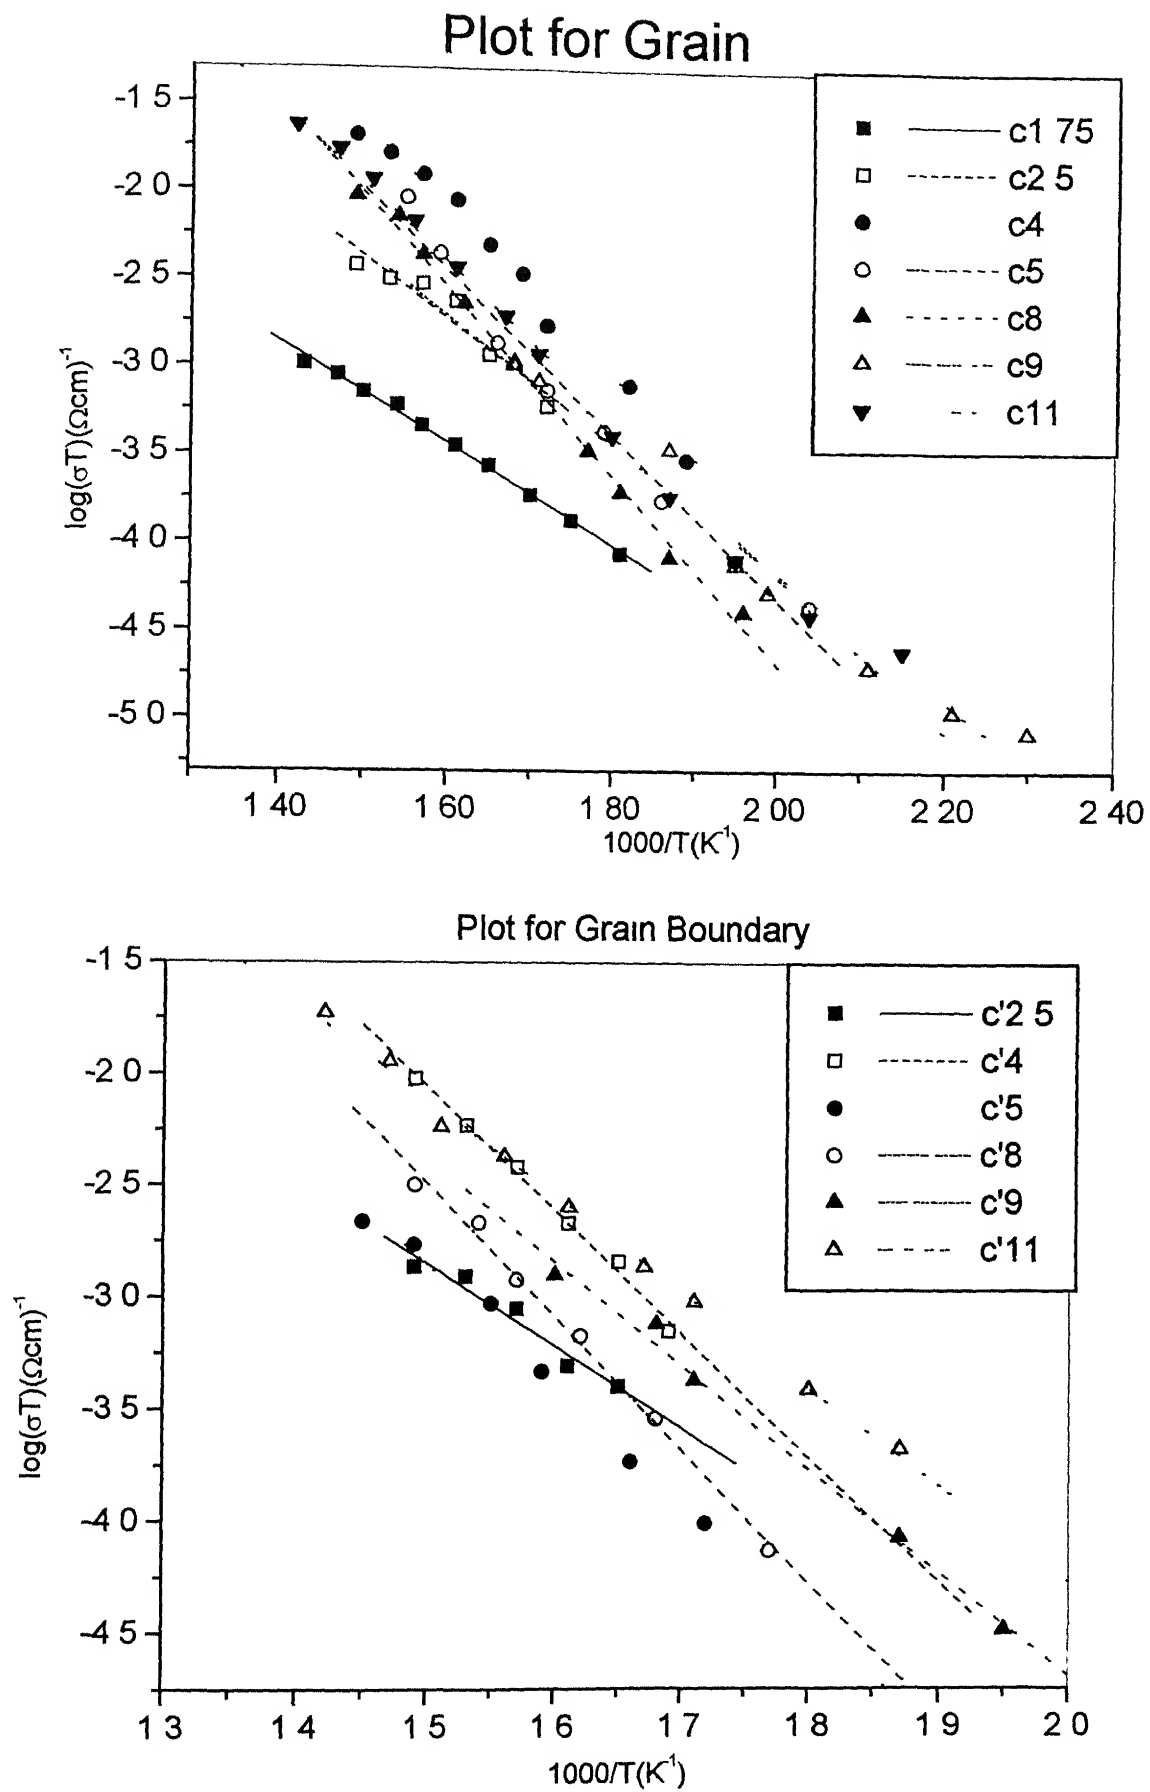 Plot for Grain
-1 5
-2 0
-2 5
-3 0
-3 5
-4 0
-4 5
-5 0
log(σT)(Ωcm)⁻¹
c1 75
c2 5
c4
c5
c8
c9
c11
1 40 1 60 1 80 2 00 2 20 2 40
1000/T(K⁻¹)
Plot for Grain Boundary
-1 5
-2 0
-2 5
-3 0
-3 5
-4 0
-4 5
log(σT)(Ωcm)⁻¹
c'2 5
c'4
c'5
c'8
c'9
c'11
1 3 1 4 1 5 1 6 1 7 1 8 1 9 2 0
1000/T(K⁻¹)